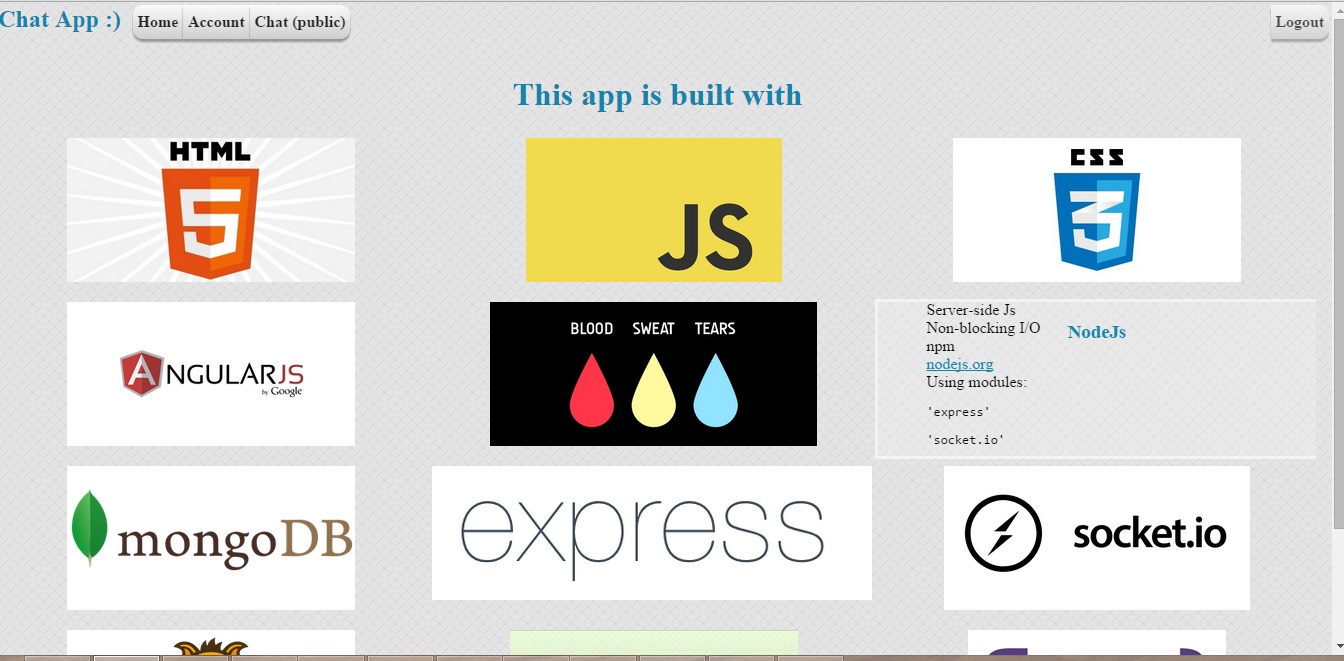 Chat App :) Home Account Chat (public) Logout
This app is built with
HTML
5
JS
CSS
3
ANGULARJS
by Google
BLOOD SWEAT TEARS
Server-side Js
Non-blocking I/O
npm
nodejs.org
Using modules:
'express'
'socket.io'
NodeJs
mongoDB
express
socket.io